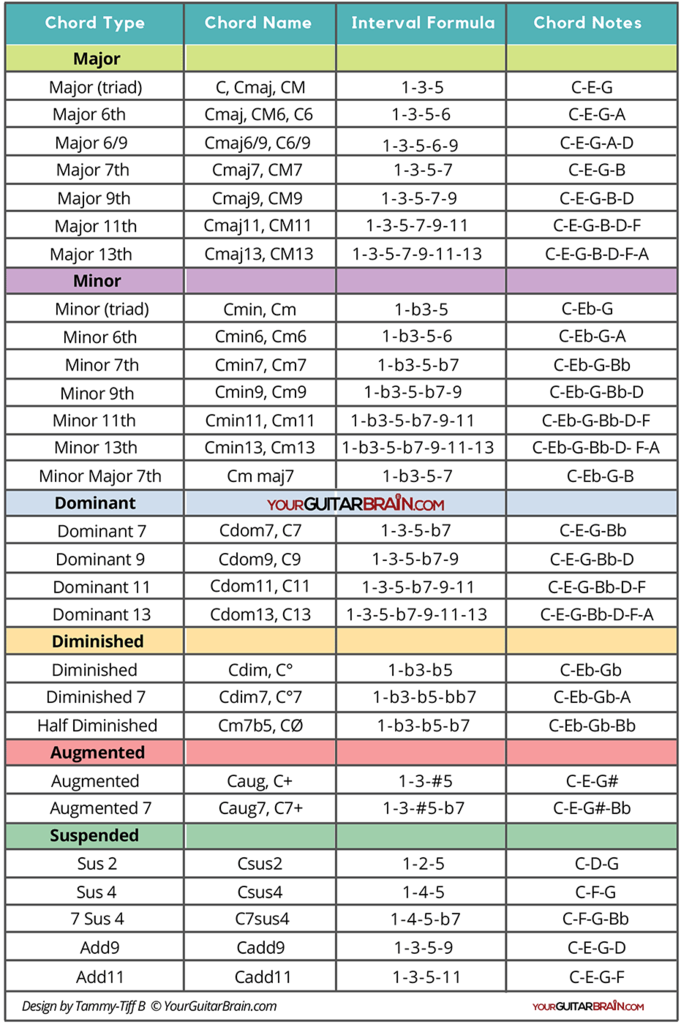 Chord Type Chord Name Interval Formula Chord Notes
Major
Major (triad) C, Cmaj, CM 1-3-5 C-E-G
Major 6th Cmaj, CM6, C6 1-3-5-6 C-E-G-A
Major 6/9 Cmaj6/9, C6/9 1-3-5-6-9 C-E-G-A-D
Major 7th Cmaj7, CM7 1-3-5-7 C-E-G-B
Major 9th Cmaj9, CM9 1-3-5-7-9 C-E-G-B-D
Major 11th Cmaj11, CM11 1-3-5-7-9-11 C-E-G-B-D-F
Major 13th Cmaj13, CM13 1-3-5-7-9-11-13 C-E-G-B-D-F-A
Minor
Minor (triad) Cmin, Cm 1-b3-5 C-Eb-G
Minor 6th Cmin6, Cm6 1-b3-5-6 C-Eb-G-A
Minor 7th Cmin7, Cm7 1-b3-5-b7 C-Eb-G-Bb
Minor 9th Cmin9, Cm9 1-b3-5-b7-9 C-Eb-G-Bb-D
Minor 11th Cmin11, Cm11 1-b3-5-b7-9-11 C-Eb-G-Bb-D-F
Minor 13th Cmin13, Cm13 1-b3-5-b7-9-11-13 C-Eb-G-Bb-D- F-A
Minor Major 7th Cm maj7 1-b3-5-7 C-Eb-G-B
Dominant YOURGUITARBRAIN.COM
Dominant 7 Cdom7, C7 1-3-5-b7 C-E-G-Bb
Dominant 9 Cdom9, C9 1-3-5-b7-9 C-E-G-Bb-D
Dominant 11 Cdom11, C11 1-3-5-b7-9-11 C-E-G-Bb-D-F
Dominant 13 Cdom13, C13 1-3-5-b7-9-11-13 C-E-G-Bb-D-F-A
Diminished
Diminished Cdim, C° 1-b3-b5 C-Eb-Gb
Diminished 7 Cdim7, C°7 1-b3-b5-bb7 C-Eb-Gb-A
Half Diminished Cm7b5, CØ 1-b3-b5-b7 C-Eb-Gb-Bb
Augmented
Augmented Caug, C+ 1-3-#5 C-E-G#
Augmented 7 Caug7, C7+ 1-3-#5-b7 C-E-G#-Bb
Suspended
Sus 2 Csus2 1-2-5 C-D-G
Sus 4 Csus4 1-4-5 C-F-G
7 Sus 4 C7sus4 1-4-5-b7 C-F-G-Bb
Add9 Cadd9 1-3-5-9 C-E-G-D
Add11 Cadd11 1-3-5-11 C-E-G-F
Design by Tammy-Tiff B © YourGuitarBrain.com YOURGUITARBRAIN.COM